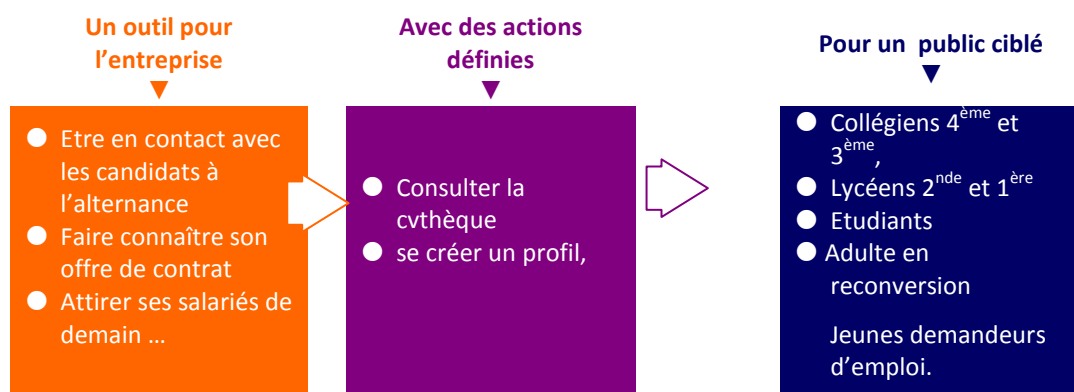 Un outil pour
l’entreprise
▼
● Etre en contact avec
les candidats à
l’alternance
● Faire connaître son
offre de contrat
● Attirer ses salariés de
demain …
Avec des actions
définies
▼
● Consulter la
cvthèque
● se créer un profil,
Pour un public ciblé
▼
● Collégiens 4ème et
3ème,
● Lycéens 2nde et 1ère
● Etudiants
● Adulte en
reconversion
Jeunes demandeurs
d’emploi.